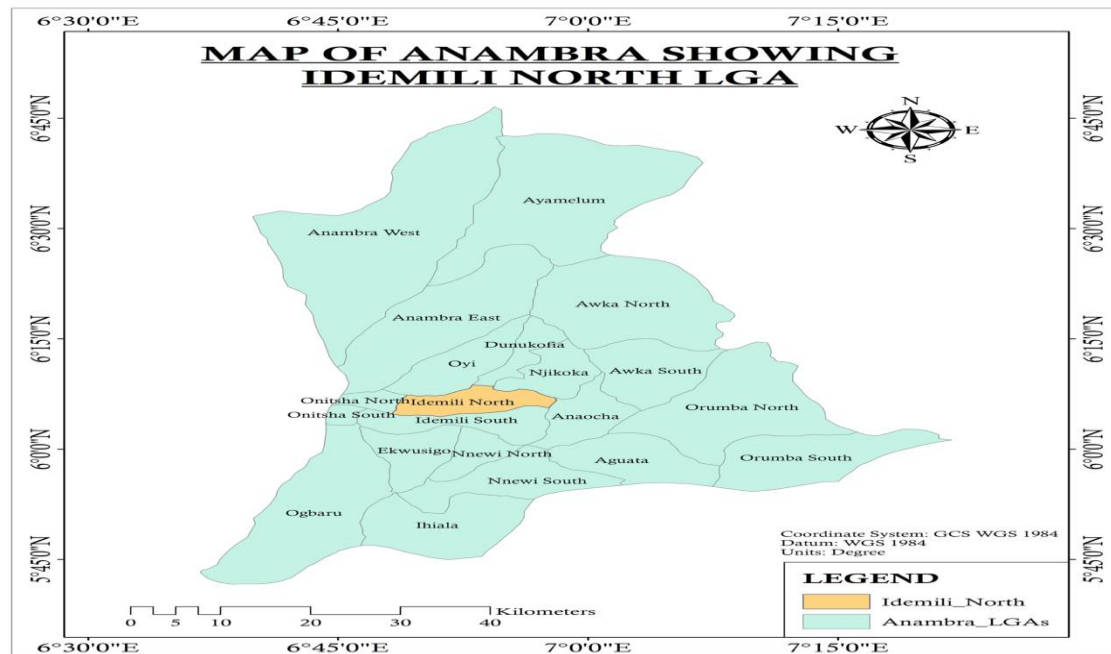 6°30'0"E 6°45'0"E 7°0'0"E 7°15'0"E
MAP OF ANAMBRA SHOWING
IDEMILI NORTH LGA
N
W E
S
6°45'0"N 6°45'0"N
Ayamelum
Anambra West
6°30'0"N 6°30'0"N
Awka North
Anambra East
Dunukofia
6°15'0"N 6°15'0"N
Oyi
Njikoka
Awka South
Onitsha North
Idemili North
Orumba North
Onitsha South
Idemili South
Anaocha
Ekwusigo
Nnewi North
Aguata
Orumba South
6°0'0"N 6°0'0"N
Nnewi South
Ogbaru
Ihiala
Coordinate System: GCS WGS 1984
Datum: WGS 1984
Units: Degree
5°45'0"N 5°45'0"N
LEGEND
Idemili_North
Anambra_LGAs
Kilometers
0 5 10 20 30 40
6°30'0"E 6°45'0"E 7°0'0"E 7°15'0"E